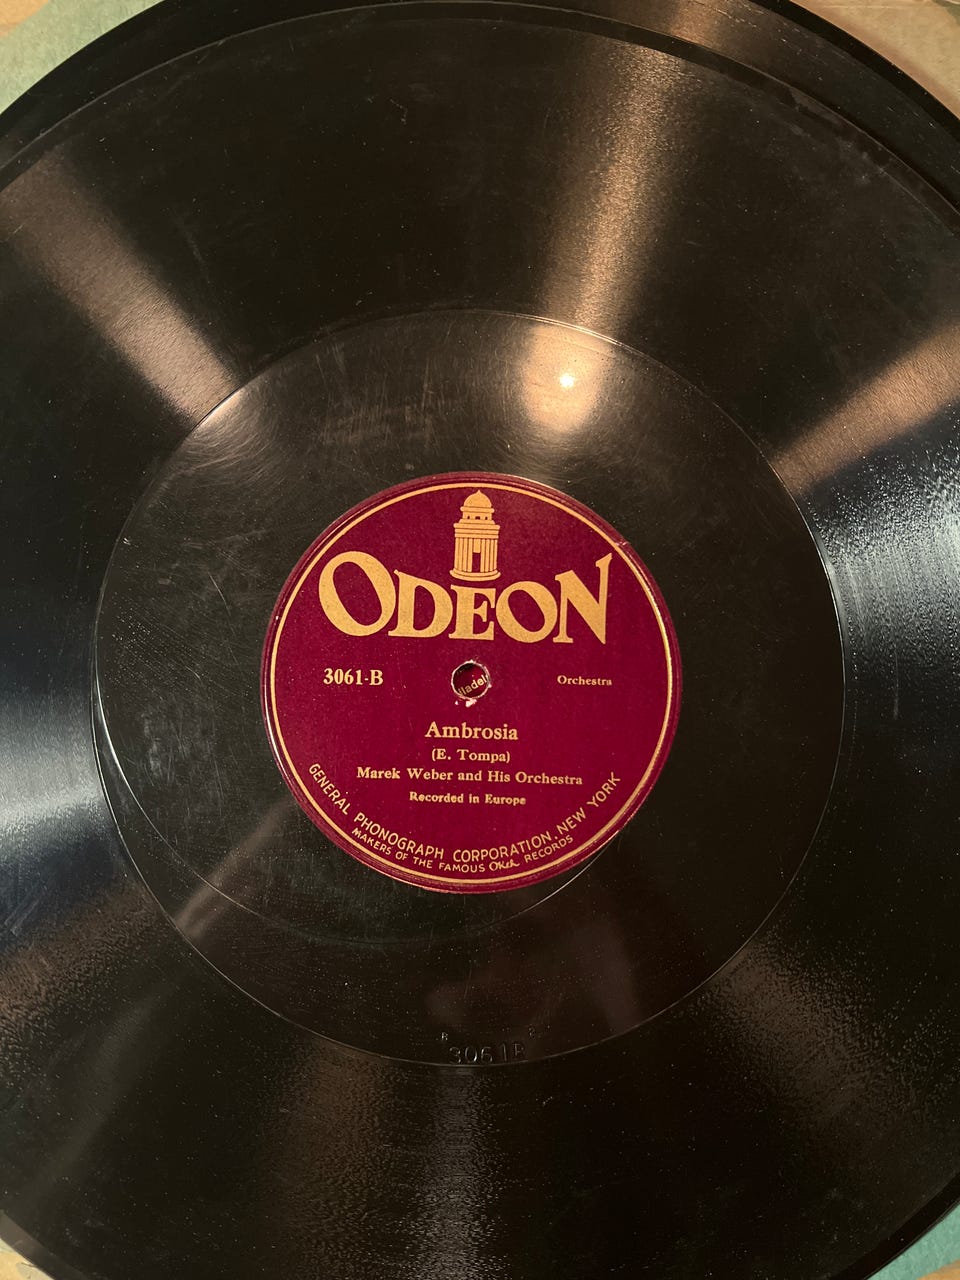 ODEON
3061-B
Orchestra
Ambrosia
(E. Tompa)
Marek Weber and His Orchestra
Recorded in Europe
GENERAL PHONOGRAPH CORPORATION, NEW YORK
MAKERS OF THE FAMOUS OKeh RECORDS
3061B